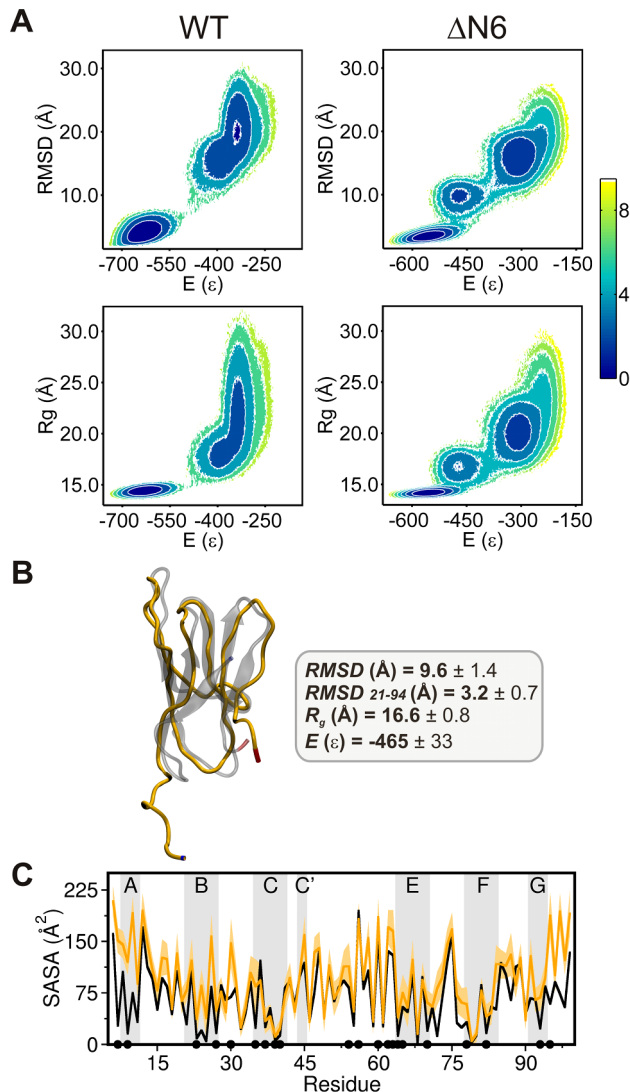 A
WT
ΔN6
RMSD (Å)
30.0
20.0
10.0
-700 -550 -400 -250
E (ε)
RMSD (Å)
30.0
20.0
10.0
-600 -450 -300 -150
E (ε)
8
4
0
Rg (Å)
30.0
25.0
20.0
15.0
-700 -550 -400 -250
E (ε)
Rg (Å)
30.0
25.0
20.0
15.0
-600 -450 -300 -150
E (ε)
B
RMSD (Å) = 9.6 ± 1.4
RMSD 21-94 (Å) = 3.2 ± 0.7
Rg (Å) = 16.6 ± 0.8
E (ε) = -465 ± 33
C
A B C C' E F G
SASA (Å²)
225
150
75
0
15 30 45 60 75 90
Residue